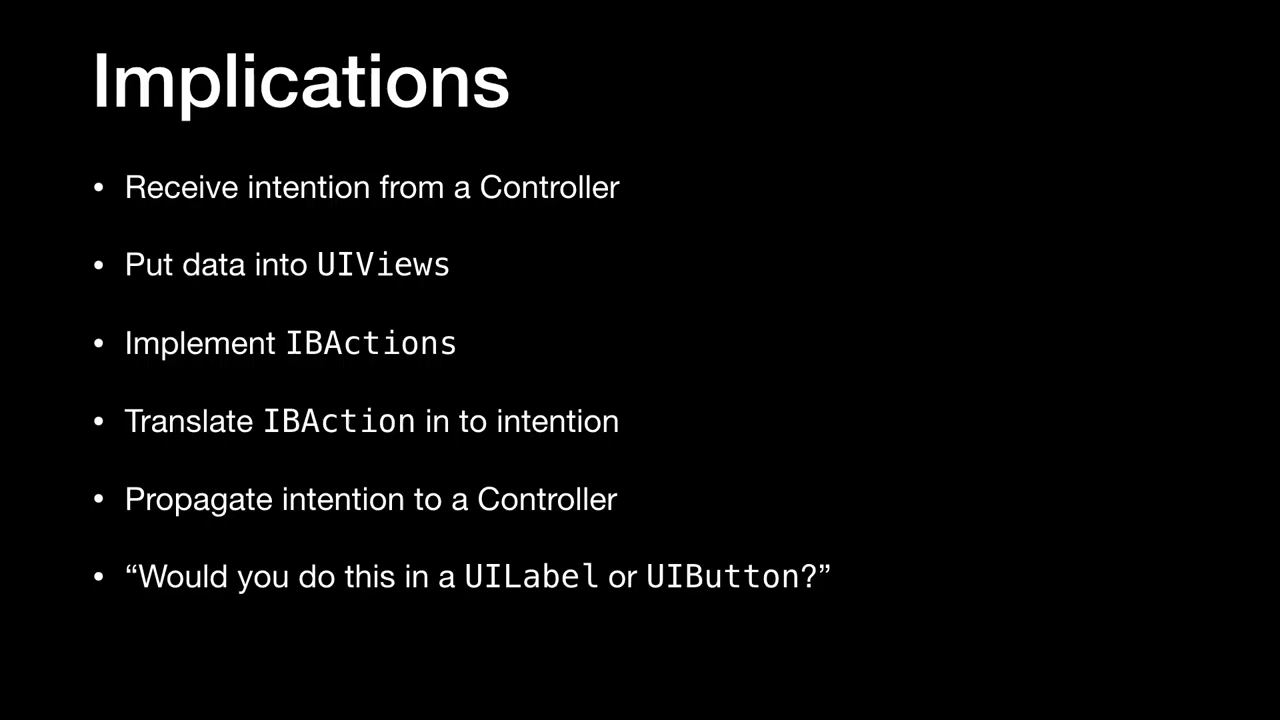 Implications
• Receive intention from a Controller
• Put data into UIViews
• Implement IBActions
• Translate IBAction in to intention
• Propagate intention to a Controller
• “Would you do this in a UILabel or UIButton?”